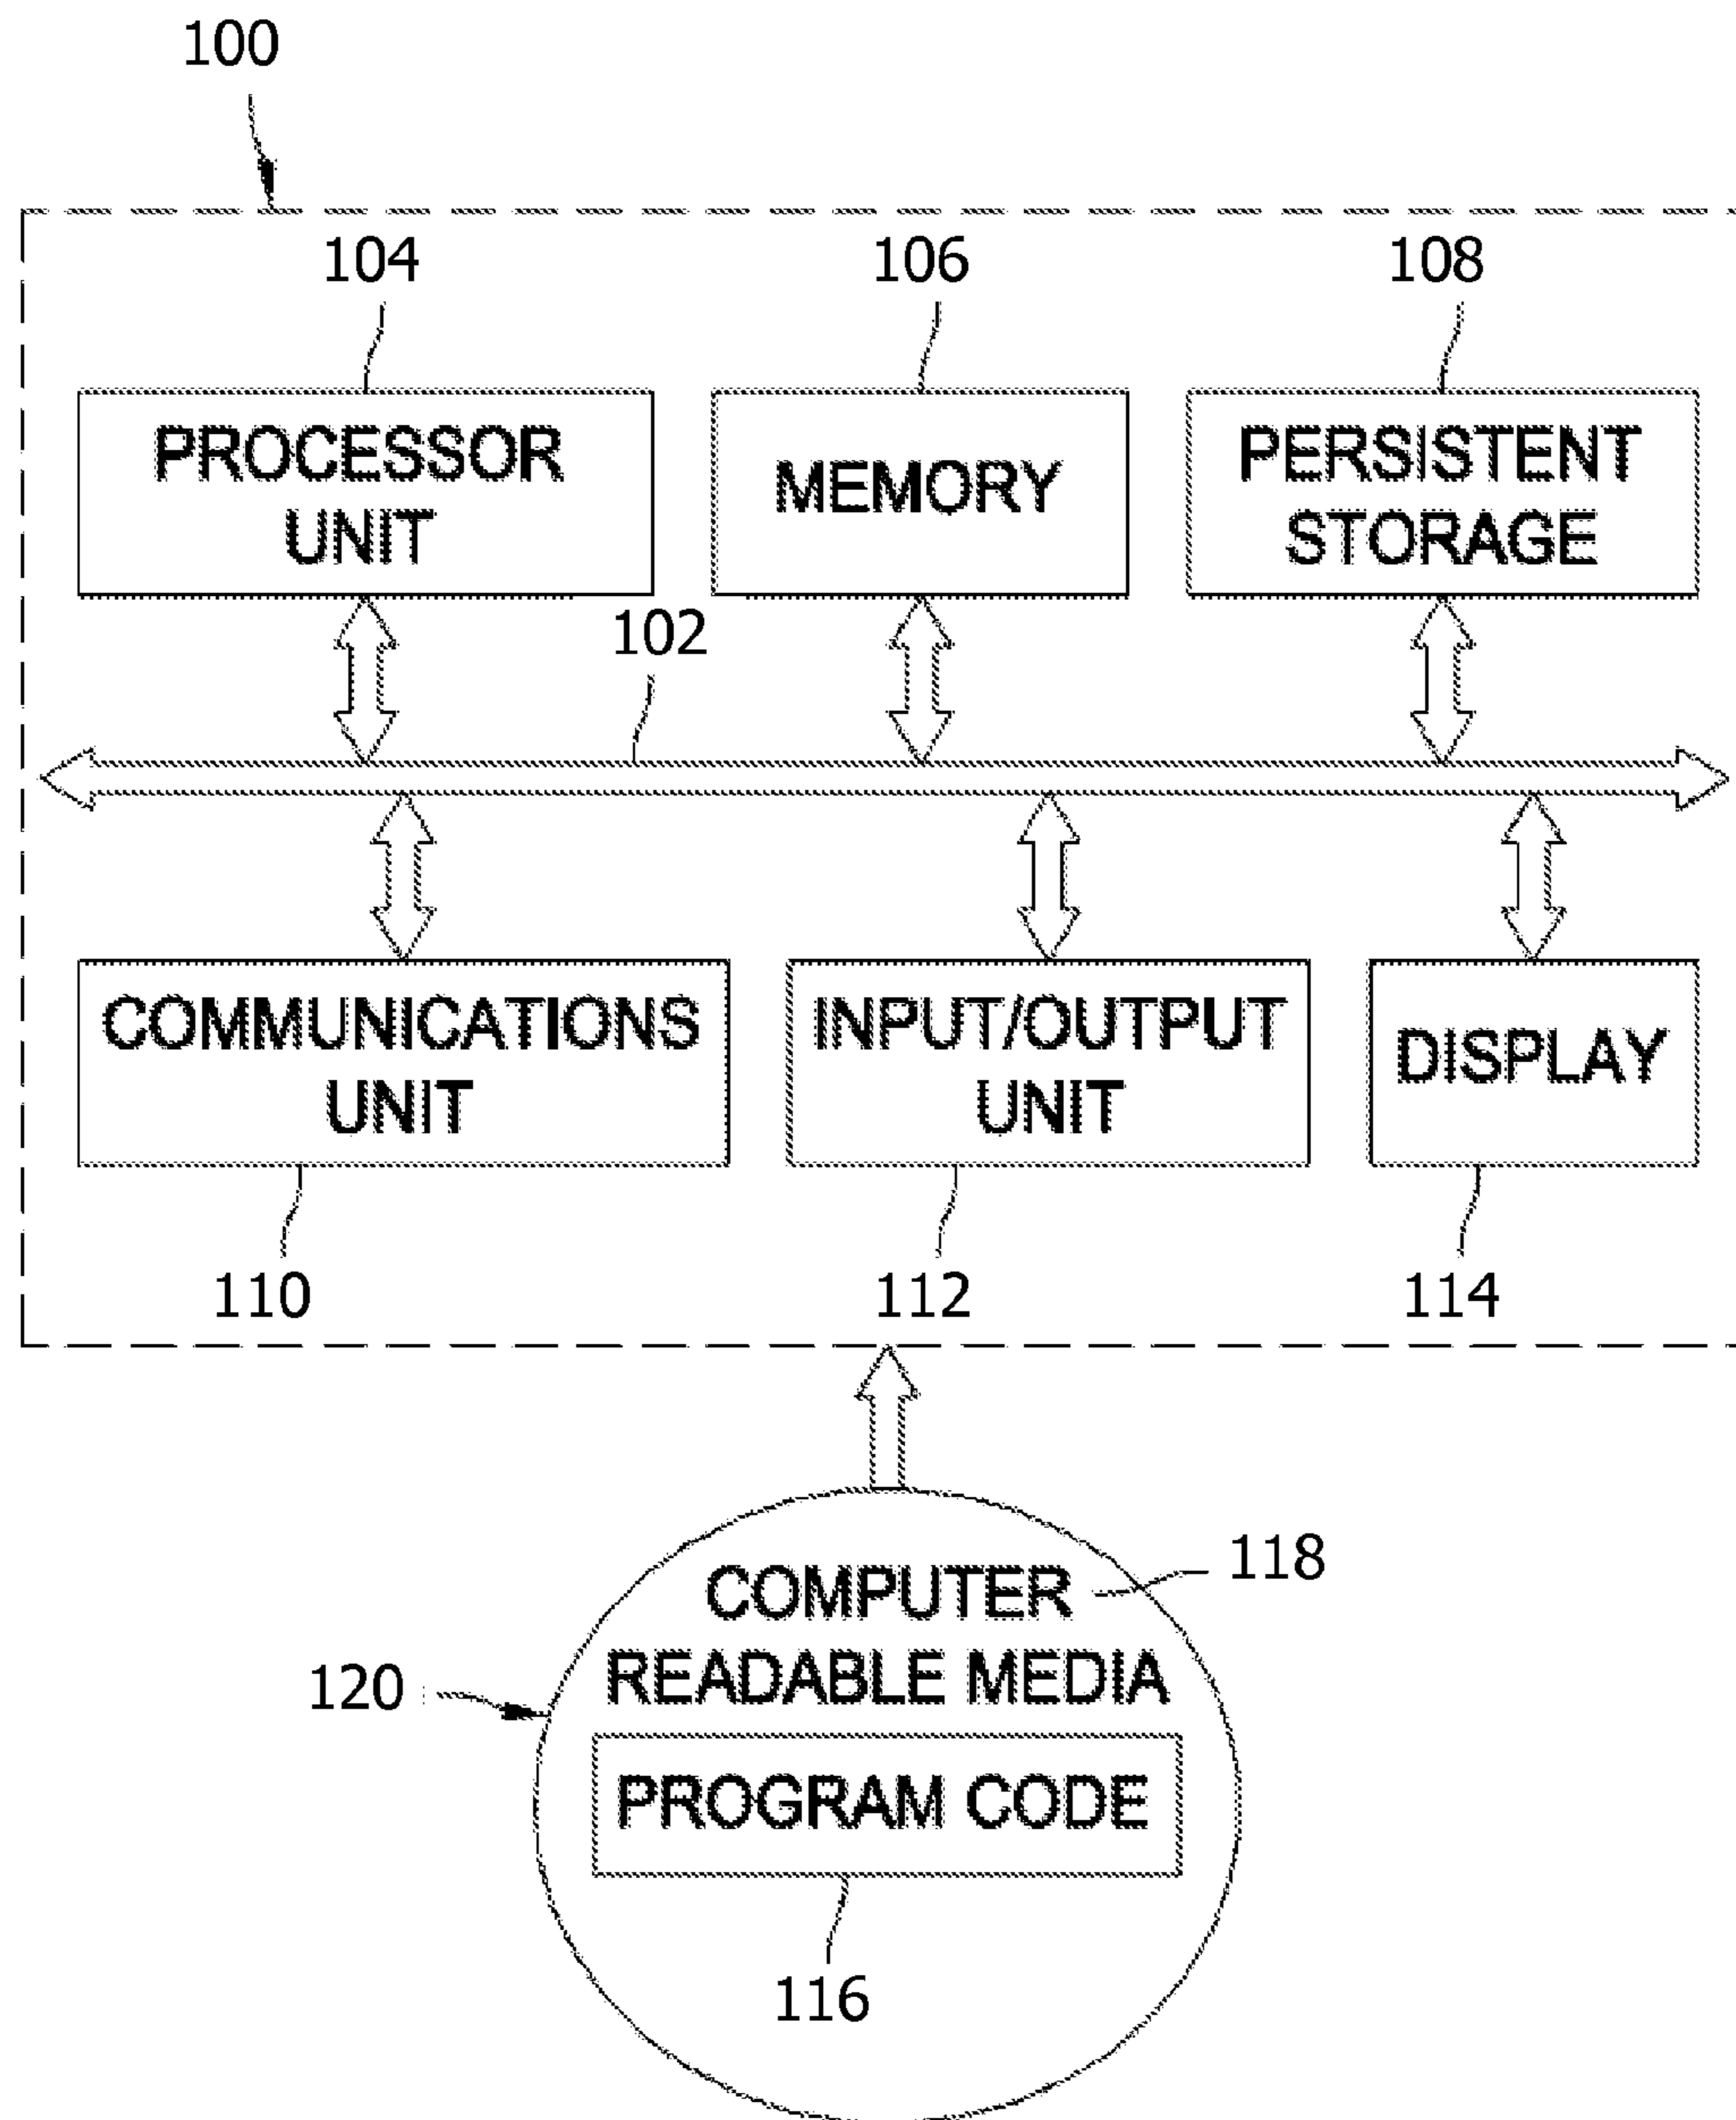 100
104
106
108
PROCESSOR
UNIT
MEMORY
PERSISTENT
STORAGE
102
COMMUNICATIONS
UNIT
INPUT/OUTPUT
UNIT
DISPLAY
110
112
114
118
COMPUTER
READABLE MEDIA
120
PROGRAM CODE
116